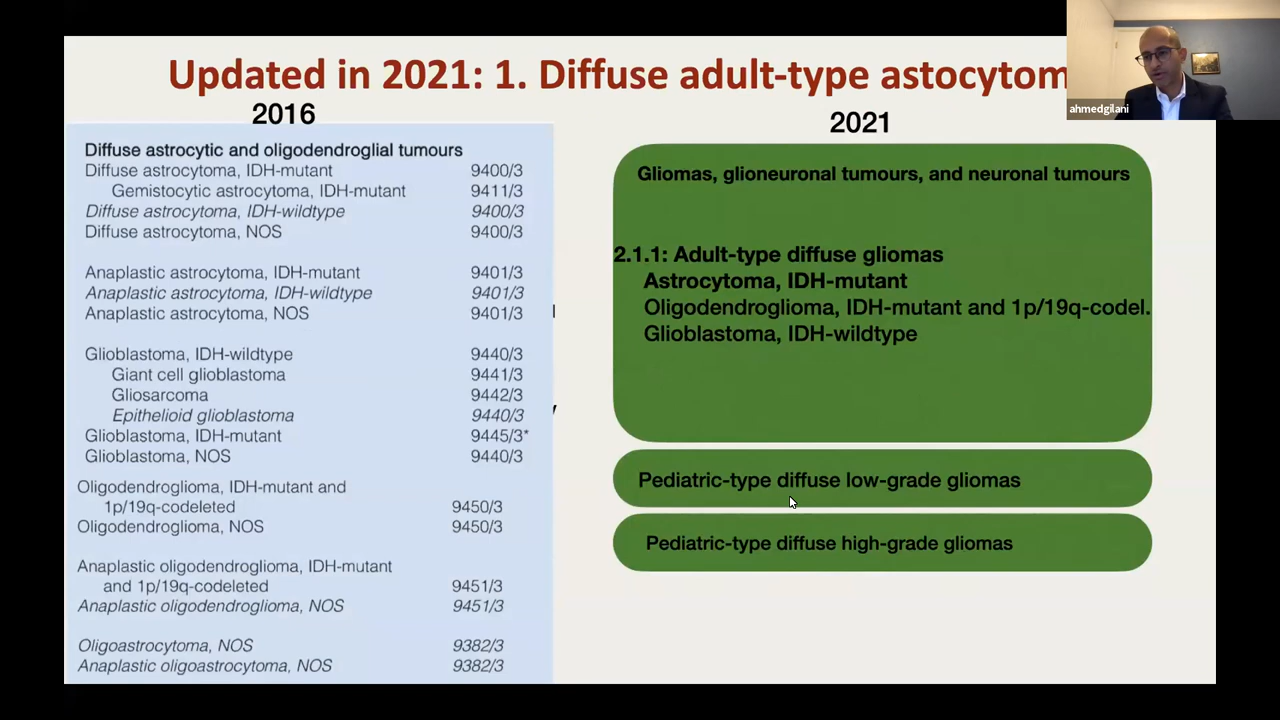 Updated in 2021: 1. Diffuse adult-type astocytom
ahmedgilani
2016
Diffuse astrocytic and oligodendroglial tumours
Diffuse astrocytoma, IDH-mutant 9400/3
Gemistocytic astrocytoma, IDH-mutant 9411/3
Diffuse astrocytoma, IDH-wildtype 9400/3
Diffuse astrocytoma, NOS 9400/3
Anaplastic astrocytoma, IDH-mutant 9401/3
Anaplastic astrocytoma, IDH-wildtype 9401/3
Anaplastic astrocytoma, NOS 9401/3
Glioblastoma, IDH-wildtype 9440/3
Giant cell glioblastoma 9441/3
Gliosarcoma 9442/3
Epithelioid glioblastoma 9440/3
Glioblastoma, IDH-mutant 9445/3*
Glioblastoma, NOS 9440/3
Oligodendroglioma, IDH-mutant and
1p/19q-codeleted 9450/3
Oligodendroglioma, NOS 9450/3
Anaplastic oligodendroglioma, IDH-mutant
and 1p/19q-codeleted 9451/3
Anaplastic oligodendroglioma, NOS 9451/3
Oligoastrocytoma, NOS 9382/3
Anaplastic oligoastrocytoma, NOS 9382/3
2021
Gliomas, glioneuronal tumours, and neuronal tumours
2.1.1: Adult-type diffuse gliomas
Astrocytoma, IDH-mutant
Oligodendroglioma, IDH-mutant and 1p/19q-codel.
Glioblastoma, IDH-wildtype
Pediatric-type diffuse low-grade gliomas
Pediatric-type diffuse high-grade gliomas